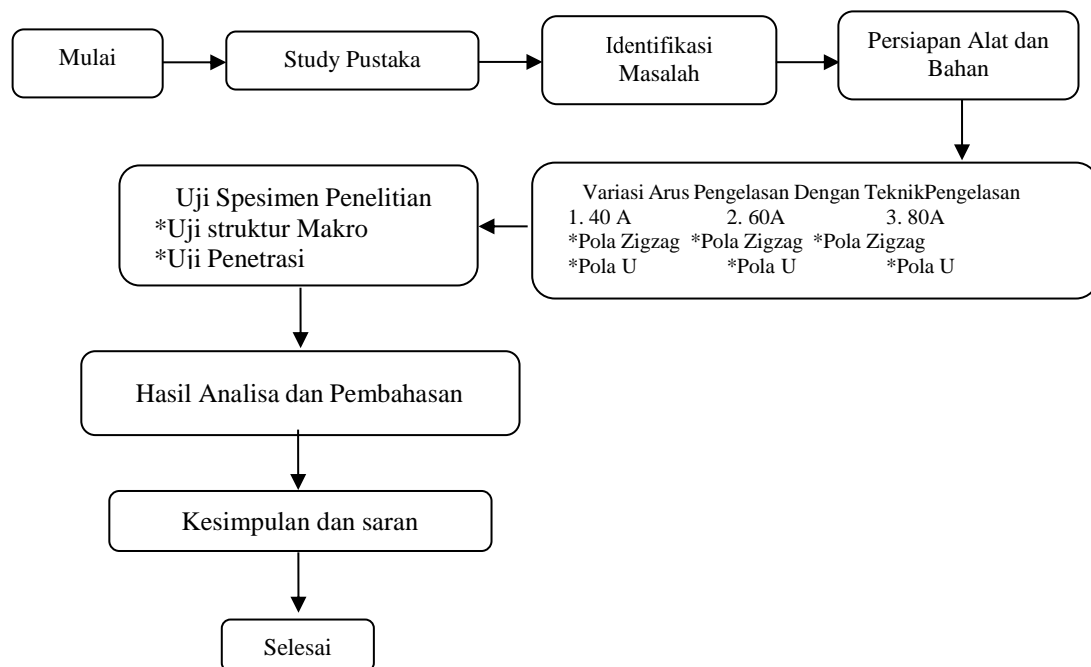 Mulai
Study Pustaka
Identifikasi
Masalah
Persiapan Alat dan
Bahan
Variasi Arus Pengelasan Dengan TeknikPengelasan
1. 40 A 2. 60A 3. 80A
*Pola Zigzag *Pola Zigzag *Pola Zigzag
*Pola U *Pola U *Pola U
Uji Spesimen Penelitian
*Uji struktur Makro
*Uji Penetrasi
Hasil Analisa dan Pembahasan
Kesimpulan dan saran
Selesai